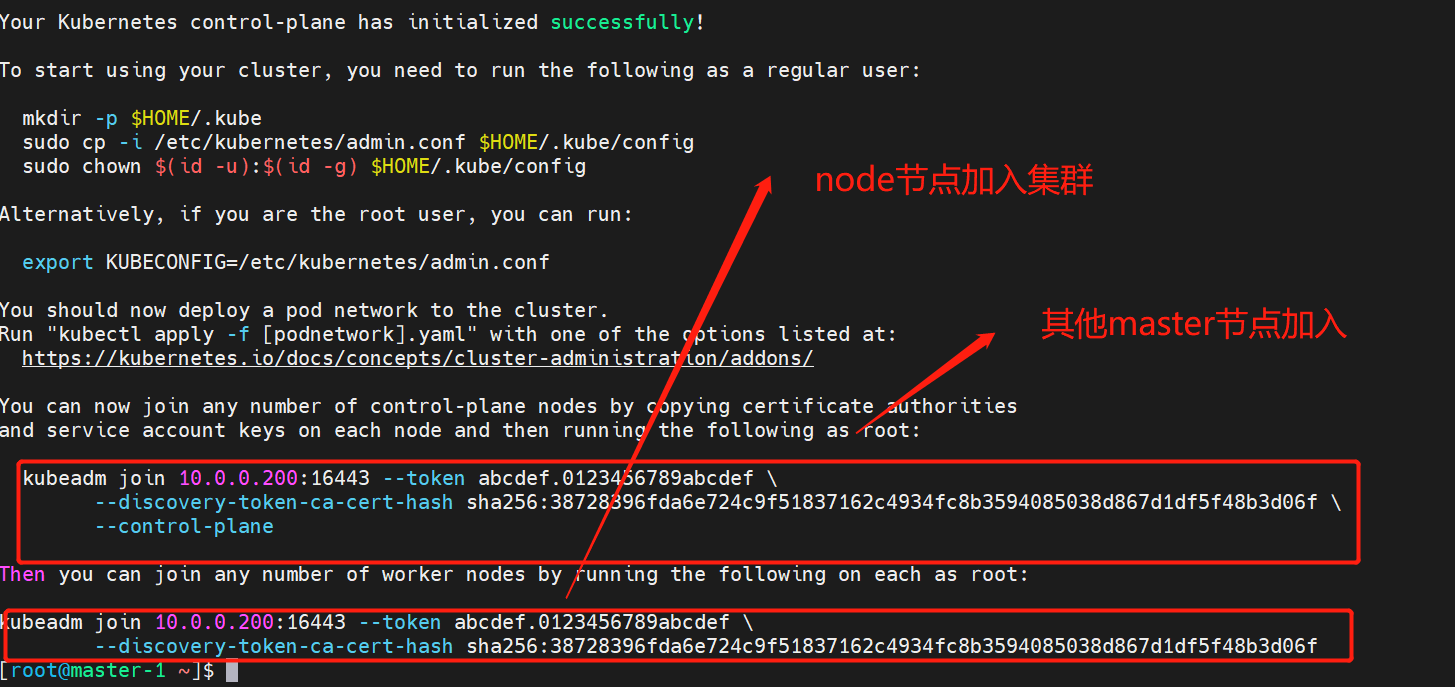 Your Kubernetes control-plane has initialized successfully!
To start using your cluster, you need to run the following as a regular user:
mkdir -p $HOME/.kube
sudo cp -i /etc/kubernetes/admin.conf $HOME/.kube/config
sudo chown $(id -u):$(id -g) $HOME/.kube/config
node节点加入集群
Alternatively, if you are the root user, you can run:
export KUBECONFIG=/etc/kubernetes/admin.conf
You should now deploy a pod network to the cluster.
其他master节点加入
Run "kubectl apply -f [podnetwork].yaml" with one of the options listed at:
https://kubernetes.io/docs/concepts/cluster-administration/addons/
You can now join any number of control-plane nodes by copying certificate authorities
and service account keys on each node and then running the following as root:
kubeadm join 10.0.0.200:16443 --token abcdef.0123456789abcdef \
--discovery-token-ca-cert-hash sha256:38728396fda6e724c9f51837162c4934fc8b3594085038d867d1df5f48b3d06f \
--control-plane
Then you can join any number of worker nodes by running the following on each as root:
kubeadm join 10.0.0.200:16443 --token abcdef.0123456789abcdef \
--discovery-token-ca-cert-hash sha256:38728396fda6e724c9f51837162c4934fc8b3594085038d867d1df5f48b3d06f
[root@master-1 ~]$